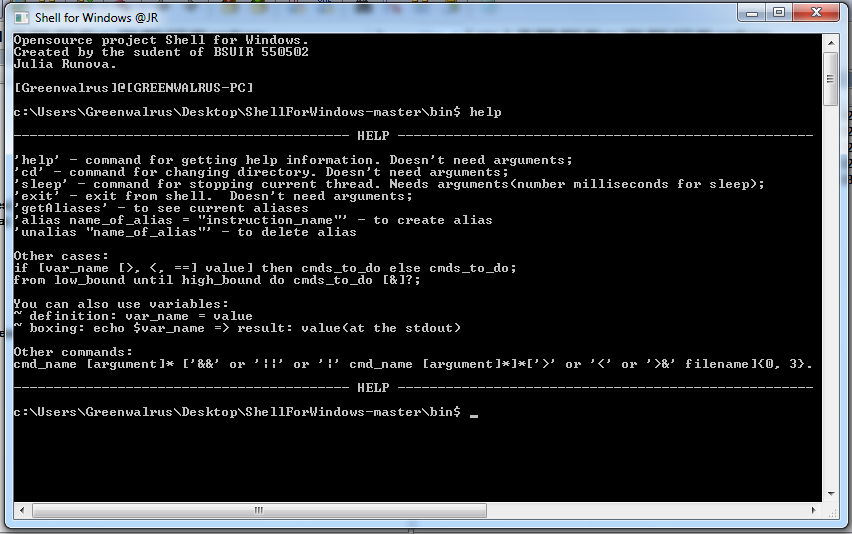 Shell for Windows @JR
Opensource project Shell for Windows.
Created by the sudent of BSUIR 550502
Julia Runova.
[Greenwalrus]@[GREENWALRUS-PC]
c:\Users\Greenwalrus\Desktop\ShellForWindows-master\bin$ help
------------------------------------------ HELP ----------------------------------------------------
'help' - command for getting help information. Doesn't need arguments;
'cd' - command for changing directory. Doesn't need arguments;
'sleep' - command for stopping current thread. Needs arguments(number milliseconds for sleep);
'exit' - exit from shell.  Doesn't need arguments;
'getAliases' - to see current aliases
'alias name_of_alias = "instruction_name"' - to create alias
'unalias "name_of_alias"' - to delete alias
Other cases:
if [var_name [>, <, ==] value] then cmds_to_do else cmds_to_do;
from low_bound until high_bound do cmds_to_do [&]?;
You can also use variables:
~ definition: var_name = value
~ boxing: echo $var_name => result: value(at the stdout)
Other commands:
cmd_name [argument]* ['&&' or '||' or '|' cmd_name [argument]*]*['>' or '<' or '>&' filename]{0, 3}.
------------------------------------------ HELP ----------------------------------------------------
c:\Users\Greenwalrus\Desktop\ShellForWindows-master\bin$ _